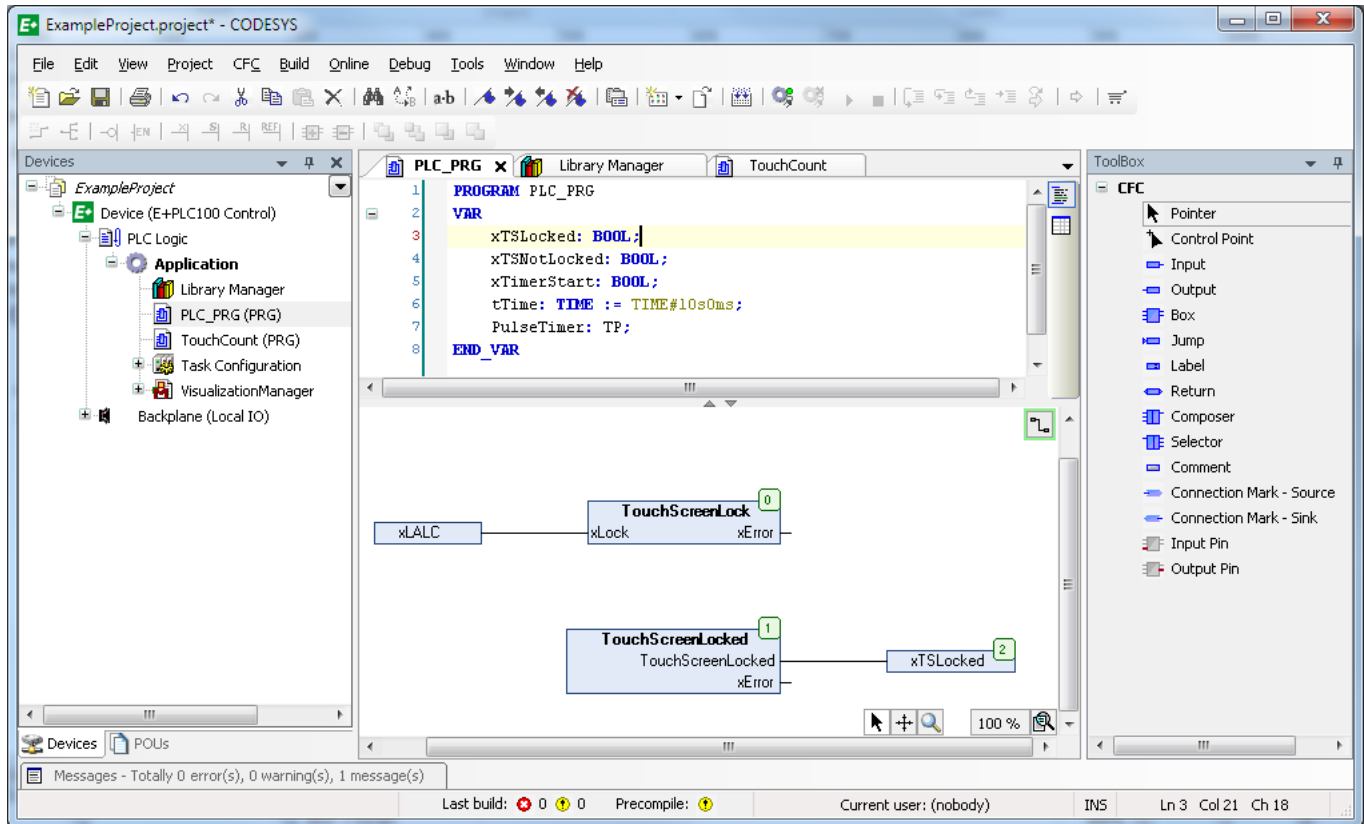 ExampleProject.project* - CODESYS
File Edit View Project CFC Build Online Debug Tools Window Help
Devices
ExampleProject
Device (E+PLC100 Control)
PLC Logic
Application
Library Manager
PLC_PRG (PRG)
TouchCount (PRG)
Task Configuration
VisualizationManager
Backplane (Local IO)
Devices POUs
PLC_PRG Library Manager TouchCount
1 PROGRAM PLC_PRG
2 VAR
3 xTSLocked: BOOL;
4 xTSNotLocked: BOOL;
5 xTimerStart: BOOL;
6 tTime: TIME := TIME#10s0ms;
7 PulseTimer: TP;
8 END_VAR
TouchScreenLock 0
xLALC xLock xError
TouchScreenLocked 1
TouchScreenLocked xTSLocked 2
xError
100 %
ToolBox
CFC
Pointer
Control Point
Input
Output
Box
Jump
Label
Return
Composer
Selector
Comment
Connection Mark - Source
Connection Mark - Sink
Input Pin
Output Pin
Messages - Totally 0 error(s), 0 warning(s), 1 message(s)
Last build: 0 0 Precompile: Current user: (nobody) INS Ln 3 Col 21 Ch 18